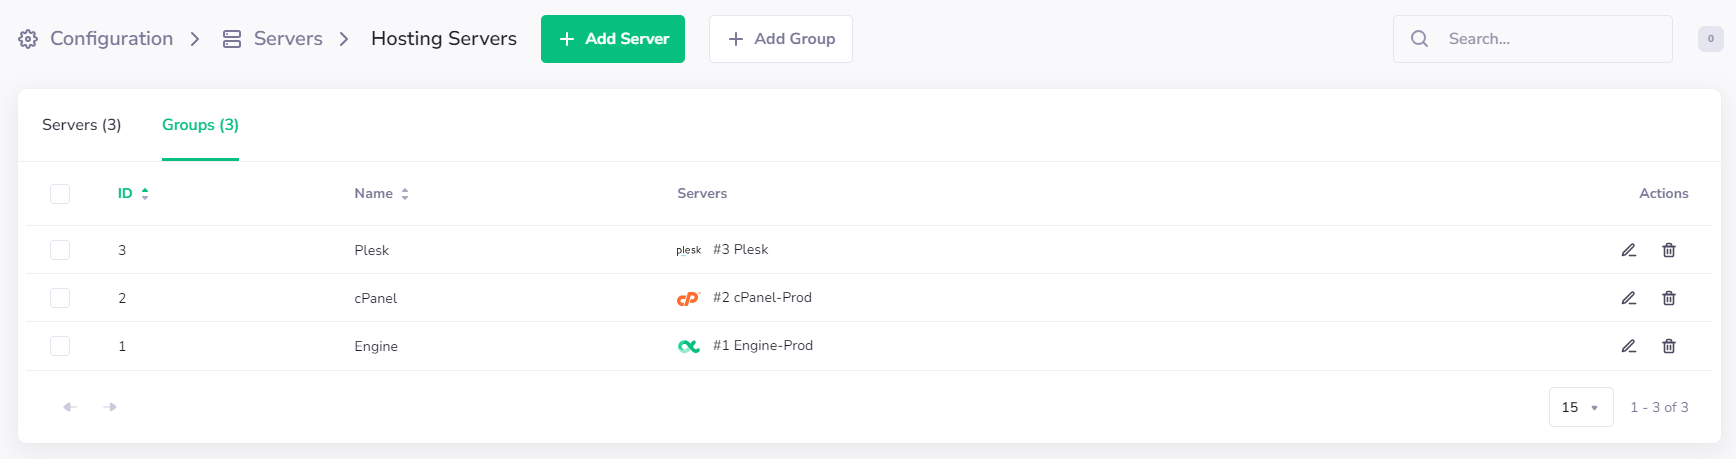 Configuration Servers Hosting Servers + Add Server + Add Group Search... 0
Servers (3) Groups (3)
ID Name Servers Actions
3 Plesk plesk #3 Plesk
2 cPanel cP #2 cPanel-Prod
1 Engine #1 Engine-Prod
15 1 - 3 of 3